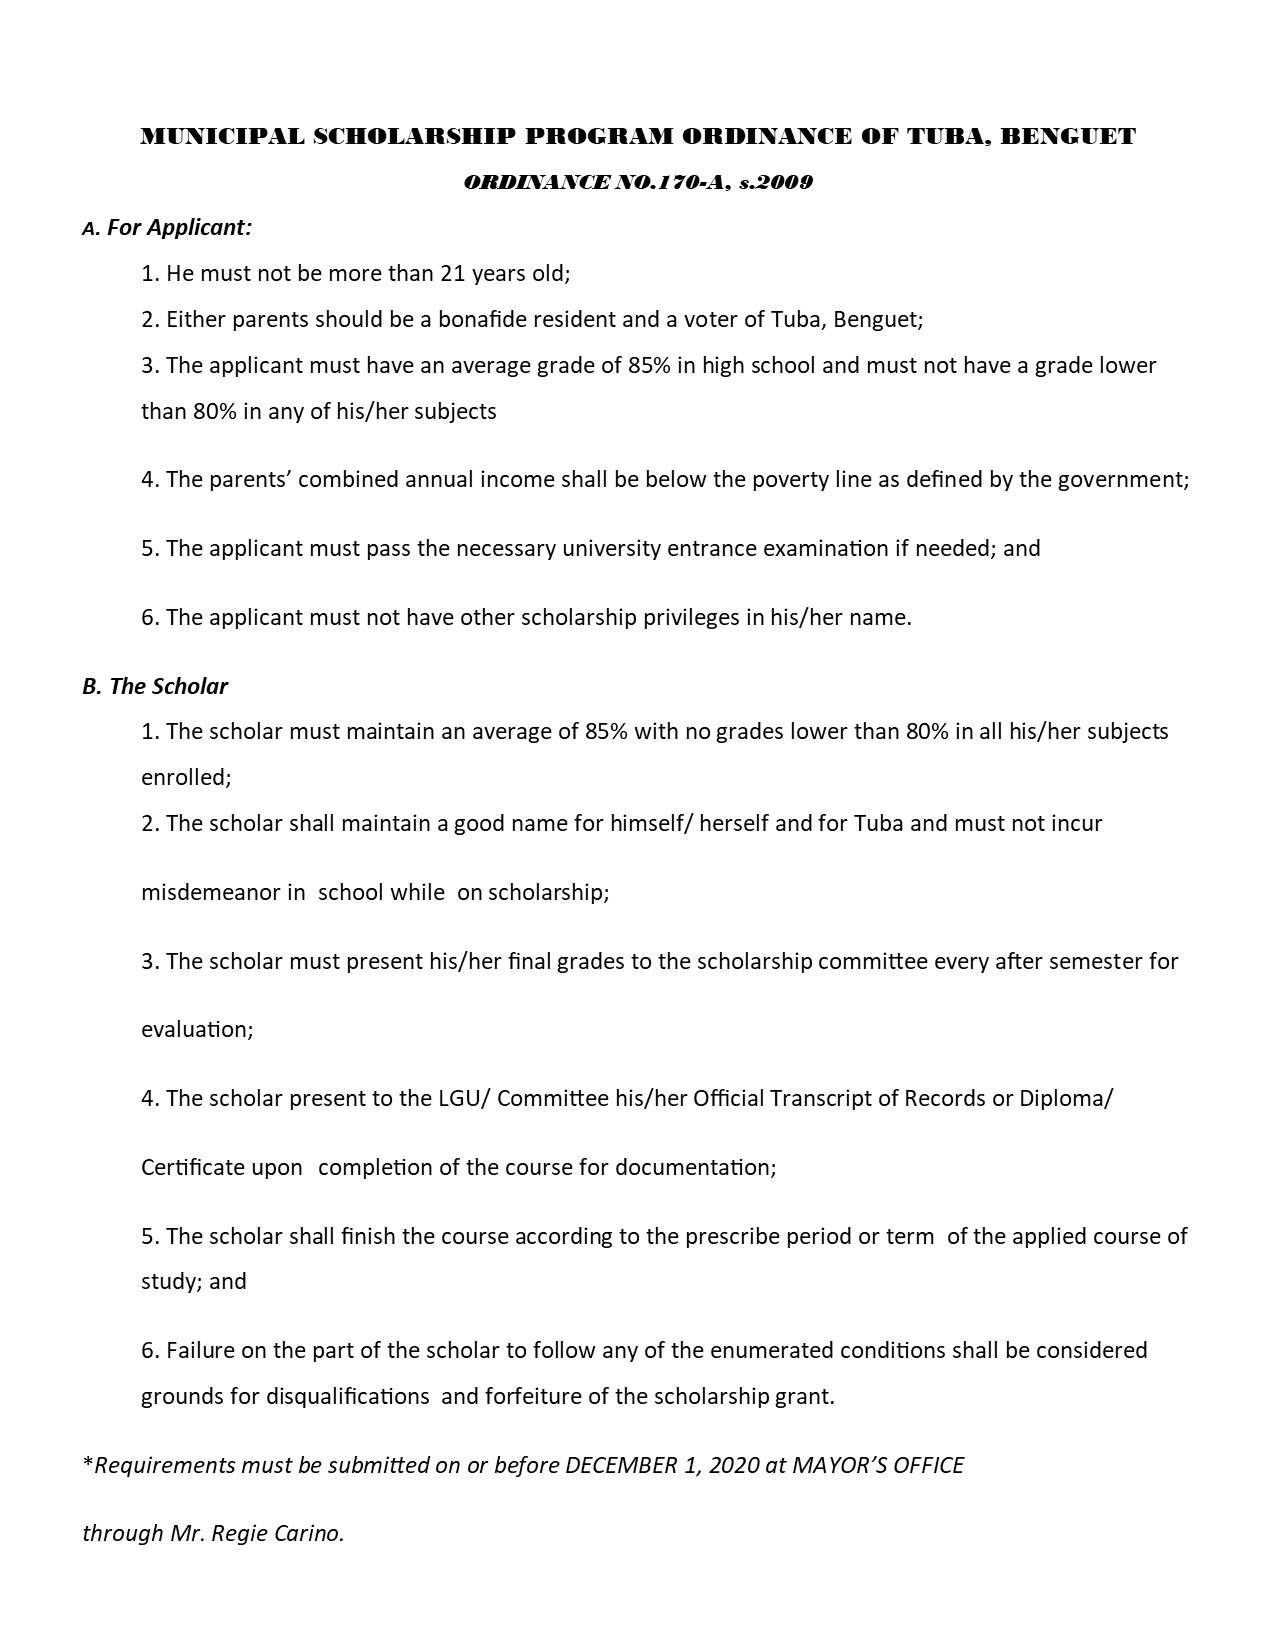 MUNICIPAL SCHOLARSHIP PROGRAM ORDINANCE OF TUBA, BENGUET
ORDINANCE NO.170-A, s.2009
A. For Applicant:
1. He must not be more than 21 years old;
2. Either parents should be a bonafide resident and a voter of Tuba, Benguet;
3. The applicant must have an average grade of 85% in high school and must not have a grade lower
than 80% in any of his/her subjects
4. The parents’ combined annual income shall be below the poverty line as defined by the government;
5. The applicant must pass the necessary university entrance examination if needed; and
6. The applicant must not have other scholarship privileges in his/her name.
B. The Scholar
1. The scholar must maintain an average of 85% with no grades lower than 80% in all his/her subjects
enrolled;
2. The scholar shall maintain a good name for himself/ herself and for Tuba and must not incur
misdemeanor in  school while  on scholarship;
3. The scholar must present his/her final grades to the scholarship committee every after semester for
evaluation;
4. The scholar present to the LGU/ Committee his/her Official Transcript of Records or Diploma/
Certificate upon  completion of the course for documentation;
5. The scholar shall finish the course according to the prescribe period or term  of the applied course of
study; and
6. Failure on the part of the scholar to follow any of the enumerated conditions shall be considered
grounds for disqualifications  and forfeiture of the scholarship grant.
*Requirements must be submitted on or before DECEMBER 1, 2020 at MAYOR’S OFFICE
through Mr. Regie Carino.